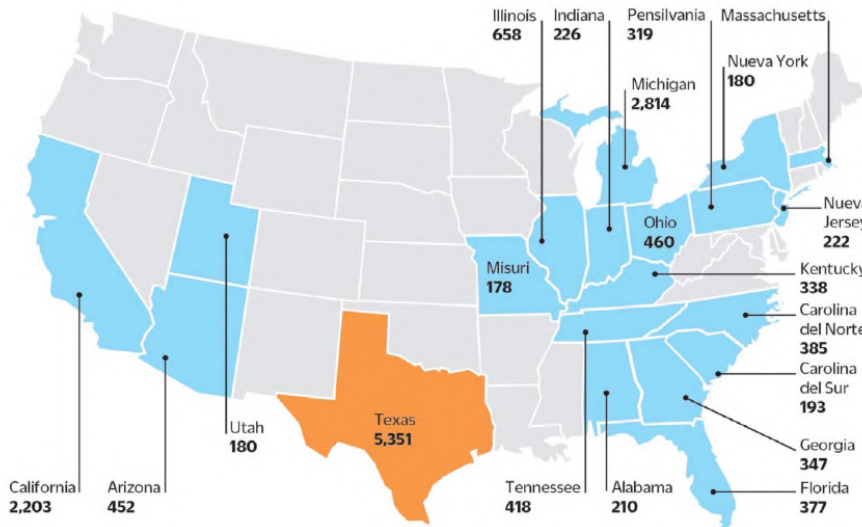 Illinois
658
Indiana
226
Pensilvania
319
Massachusetts
Nueva York
180
Michigan
2,814
Nueva
Jersey
222
Ohio
460
Misuri
178
Kentucky
338
Carolina
del Norte
385
Carolina
del Sur
193
Utah
180
Texas
5,351
Georgia
347
California
2,203
Arizona
452
Tennessee
418
Alabama
210
Florida
377